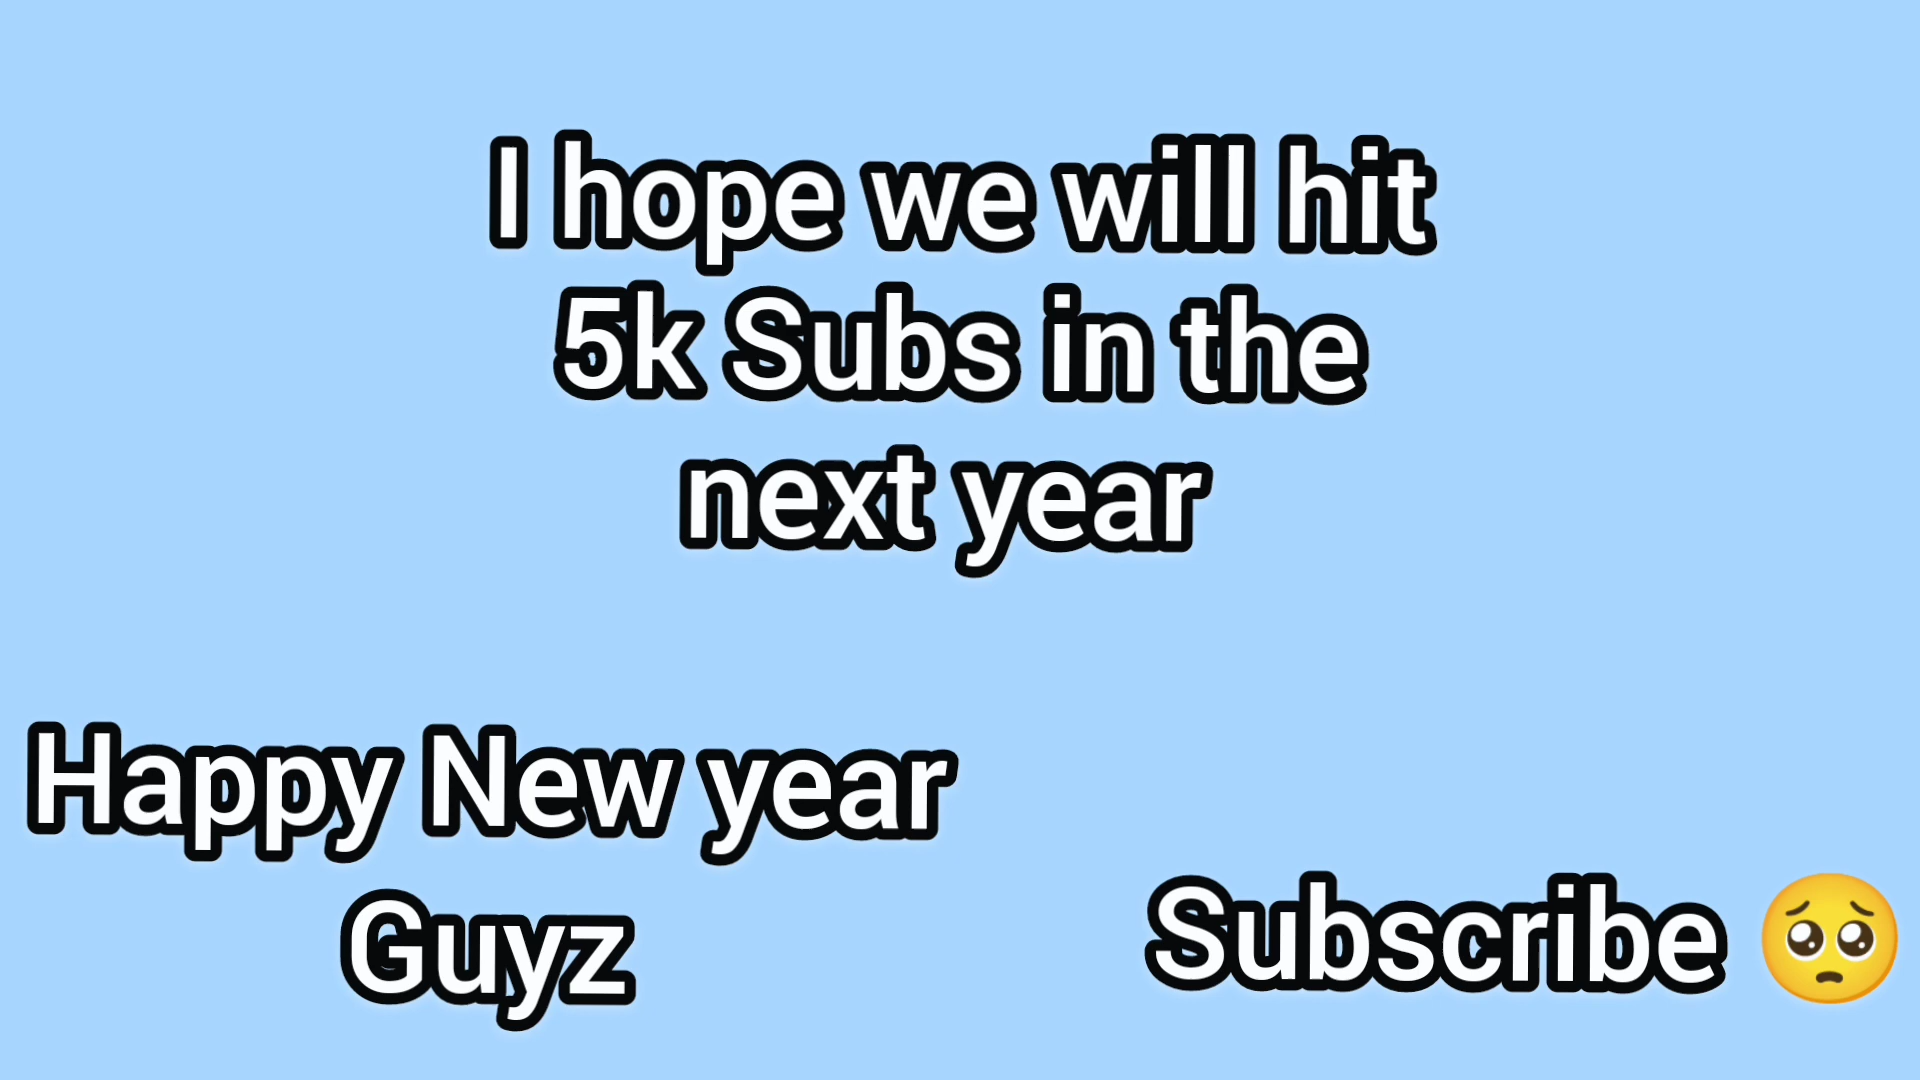 I hope we will hit
5k Subs in the
next year
Happy New year
Guyz
Subscribe 🥺